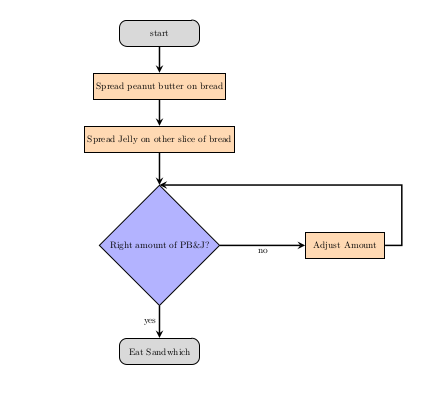 start
Spread peanut butter on bread
Spread Jelly on other slice of bread
Right amount of PB&J?
no
Adjust Amount
yes
Eat Sandwhich